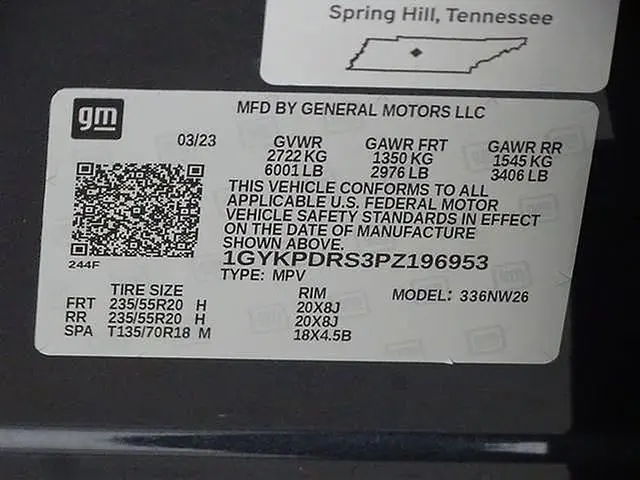 Spring Hill, Tennessee
gm
MFD BY GENERAL MOTORS LLC
03/23 GVWR GAWR FRT GAWR RR
2722 KG 1350 KG 1545 KG
6001 LB 2976 LB 3406 LB
THIS VEHICLE CONFORMS TO ALL
APPLICABLE U.S. FEDERAL MOTOR
VEHICLE SAFETY STANDARDS IN EFFECT
ON THE DATE OF MANUFACTURE
SHOWN ABOVE.
244F
1GYKPDRS3PZ196953
TYPE: MPV
TIRE SIZE RIM MODEL: 336NW26
FRT 235/55R20 H 20X8J
RR 235/55R20 H 20X8J
SPA T135/70R18 M 18X4.5B